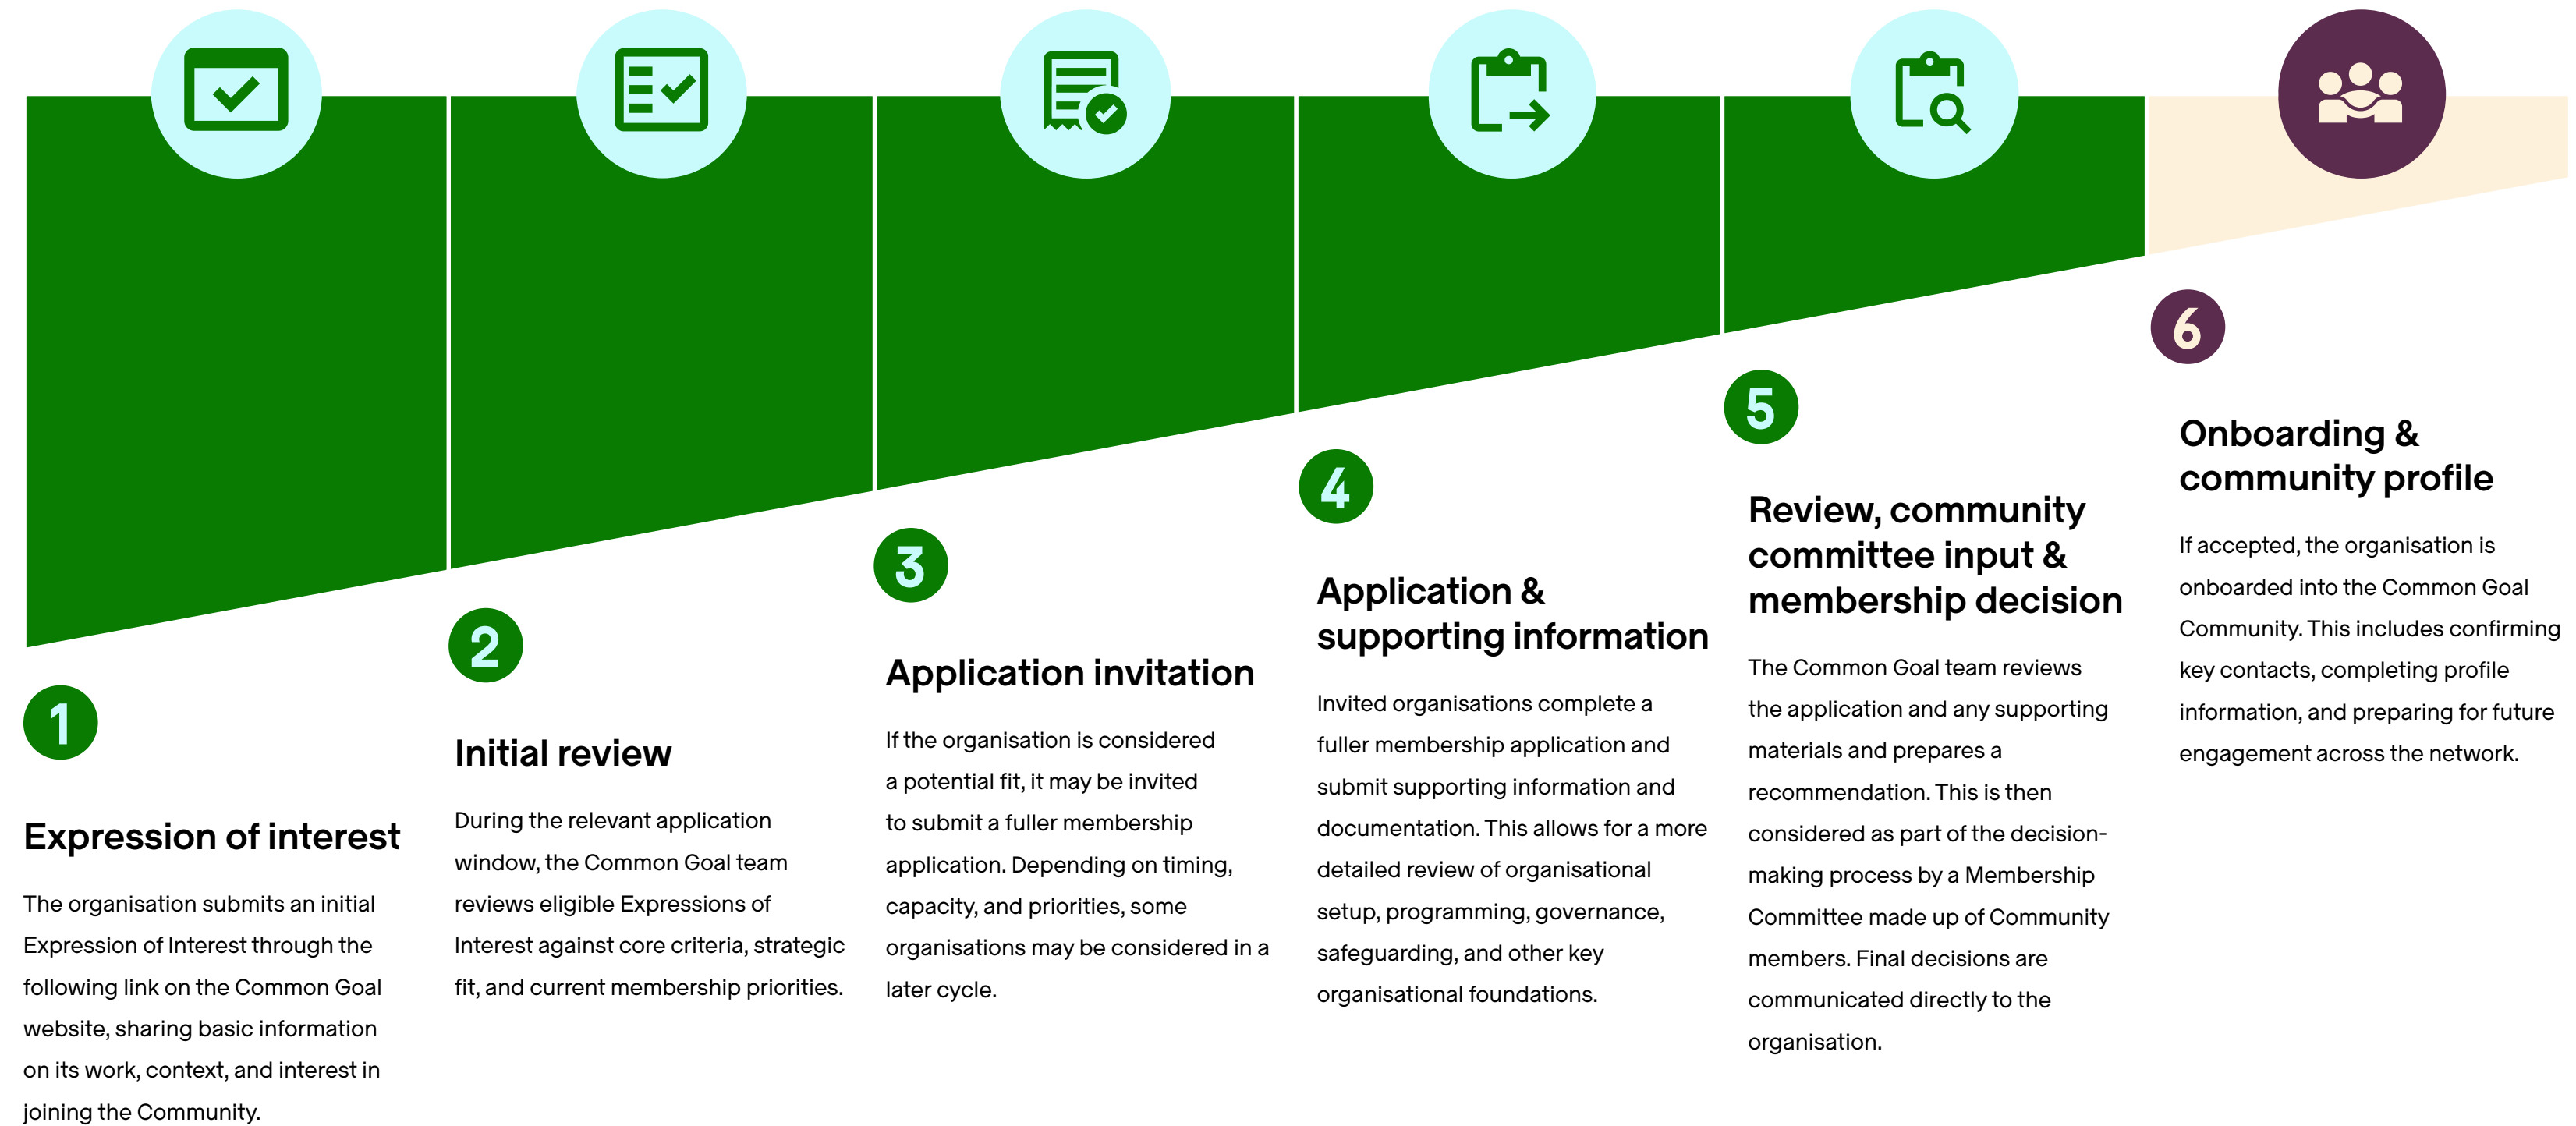 1
Expression of interest
The organisation submits an initial
Expression of Interest through the
following link on the Common Goal
website, sharing basic information
on its work, context, and interest in
joining the Community.
2
Initial review
During the relevant application
window, the Common Goal team
reviews eligible Expressions of
Interest against core criteria, strategic
fit, and current membership priorities.
3
Application invitation
If the organisation is considered
a potential fit, it may be invited
to submit a fuller membership
application. Depending on timing,
capacity, and priorities, some
organisations may be considered in a
later cycle.
4
Application &
supporting information
Invited organisations complete a
fuller membership application and
submit supporting information and
documentation. This allows for a more
detailed review of organisational
setup, programming, governance,
safeguarding, and other key
organisational foundations.
5
Review, community
committee input &
membership decision
The Common Goal team reviews
the application and any supporting
materials and prepares a
recommendation. This is then
considered as part of the decision-
making process by a Membership
Committee made up of Community
members. Final decisions are
communicated directly to the
organisation.
6
Onboarding &
community profile
If accepted, the organisation is
onboarded into the Common Goal
Community. This includes confirming
key contacts, completing profile
information, and preparing for future
engagement across the network.